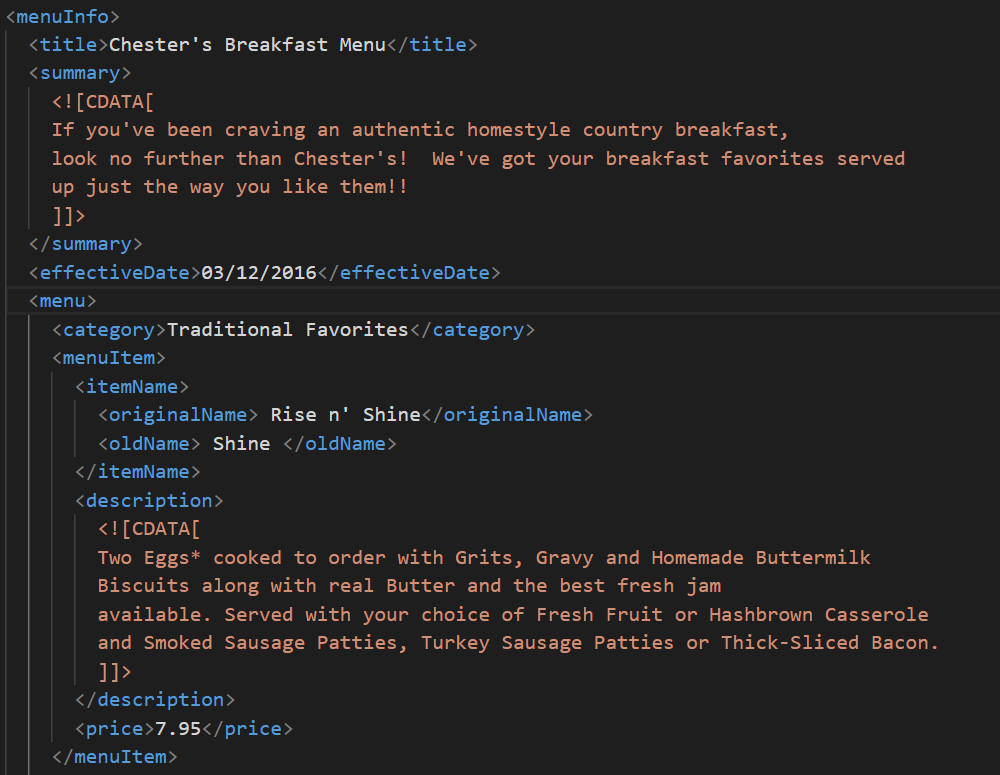 <menuInfo>
<title>Chester's Breakfast Menu</title>
<summary>
<![CDATA[
If you've been craving an authentic homestyle country breakfast,
look no further than Chester's!  We've got your breakfast favorites served
up just the way you like them!!
]]>
</summary>
<effectiveDate>03/12/2016</effectiveDate>
<menu>
<category>Traditional Favorites</category>
<menuItem>
<itemName>
<originalName> Rise n' Shine</originalName>
<oldName> Shine </oldName>
</itemName>
<description>
<![CDATA[
Two Eggs* cooked to order with Grits, Gravy and Homemade Buttermilk
Biscuits along with real Butter and the best fresh jam
available. Served with your choice of Fresh Fruit or Hashbrown Casserole
and Smoked Sausage Patties, Turkey Sausage Patties or Thick-Sliced Bacon.
]]>
</description>
<price>7.95</price>
</menuItem>